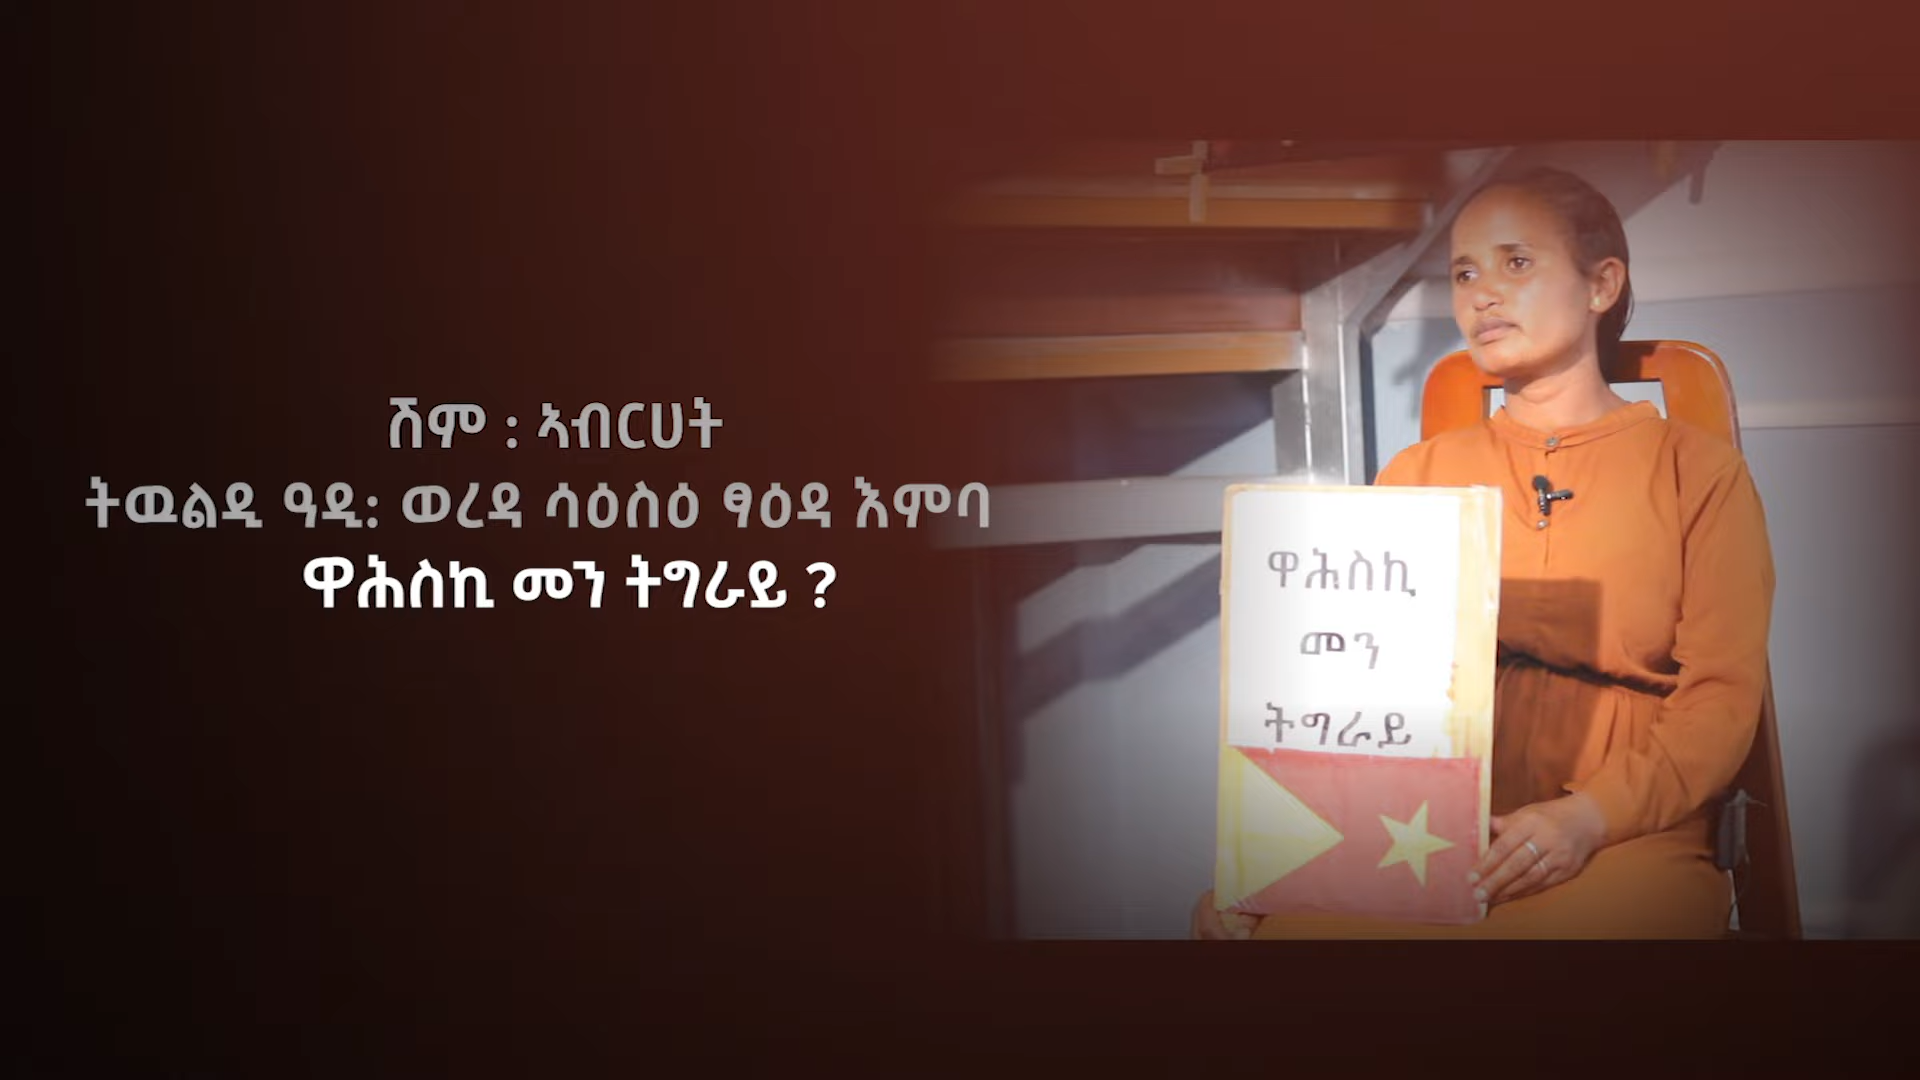 ሽም : ኣብርሀት
ትዉልዲ ዓዲ: ወረዳ ሳዕስዕ ፃዕዳ እምባ
ዋሕስኪ መን ትግራይ ?
ዋሕስኪ
መን
ትግራይ